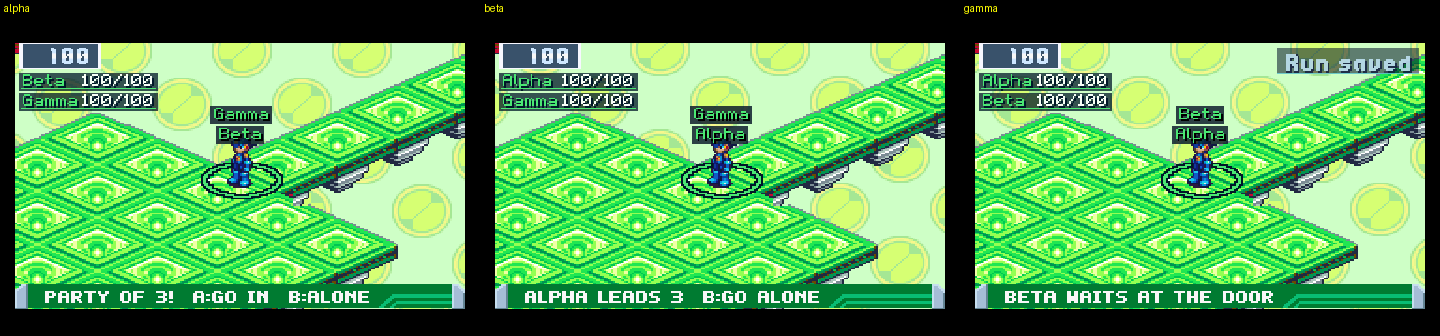 alpha
100
Beta 100/100
Gamma 100/100
Gamma
Beta
PARTY OF 3! A:GO IN B:ALONE
beta
100
Alpha 100/100
Gamma 100/100
Gamma
Alpha
ALPHA LEADS 3 B:GO ALONE
gamma
100
Run saved
Alpha 100/100
Beta 100/100
Beta
Alpha
BETA WAITS AT THE DOOR